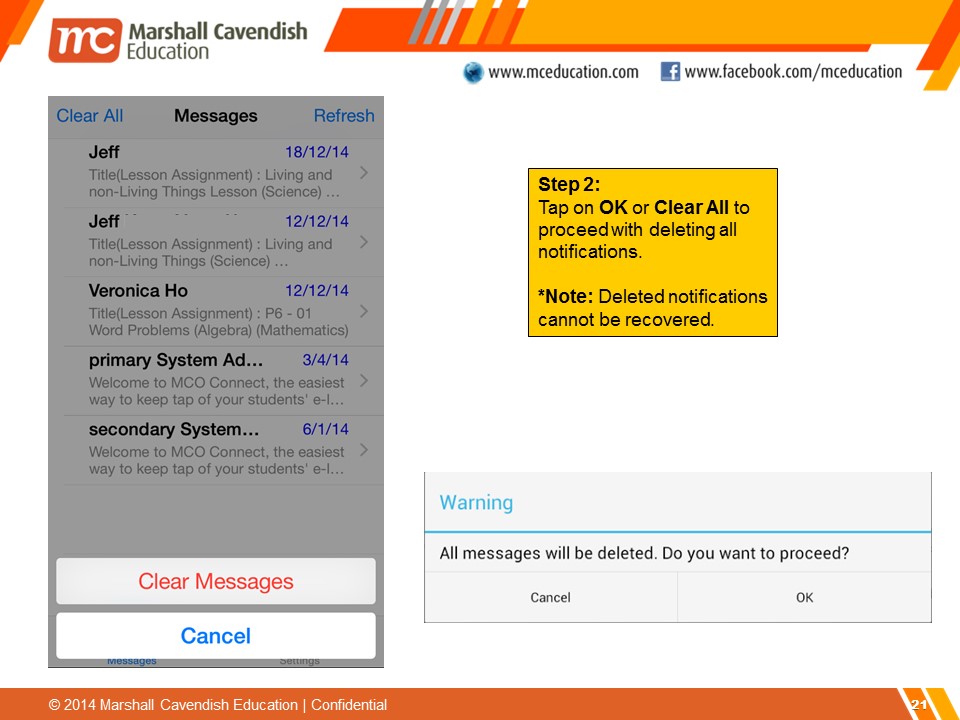 mc Marshall Cavendish
Education
www.mceducation.com
www.facebook.com/mceducation
Clear All Messages Refresh
Jeff 18/12/14
Title(Lesson Assignment) : Living and
non-Living Things Lesson (Science) ...
Jeff 12/12/14
Title(Lesson Assignment) : Living and
non-Living Things (Science) ...
Veronica Ho 12/12/14
Title(Lesson Assignment) : P6 - 01
Word Problems (Algebra) (Mathematics)
primary System Ad... 3/4/14
Welcome to MCO Connect, the easiest
way to keep tap of your students' e-l...
secondary System... 6/1/14
Welcome to MCO Connect, the easiest
way to keep tap of your students' e-l...
Clear Messages
Cancel
Messages Settings
Step 2:
Tap on OK or Clear All to
proceed with deleting all
notifications.
*Note: Deleted notifications
cannot be recovered.
Warning
All messages will be deleted. Do you want to proceed?
Cancel OK
© 2014 Marshall Cavendish Education | Confidential
21